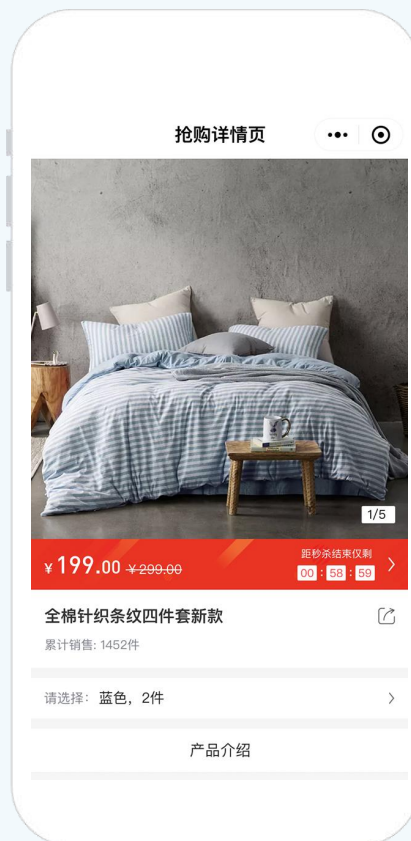 抢购详情页
1/5
¥199.00 ¥299.00
距秒杀结束仅剩
00:58:59
全棉针织条纹四件套新款
累计销售: 1452件
请选择: 蓝色，2件
产品介绍